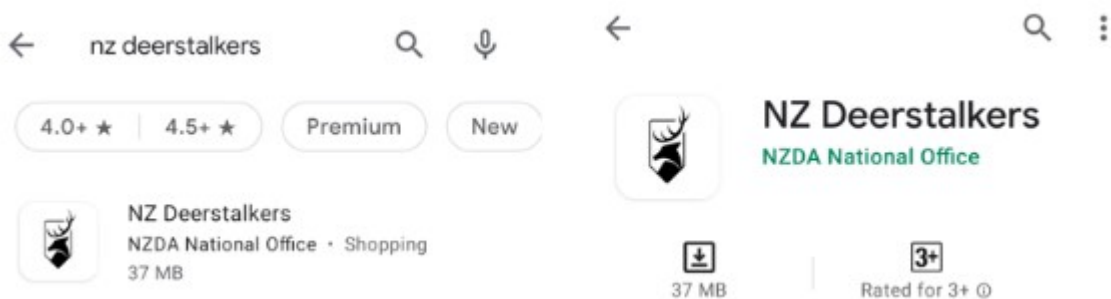 nz deerstalkers
4.0+ ★ 4.5+ ★ Premium New
NZ Deerstalkers
NZDA National Office • Shopping
37 MB
NZ Deerstalkers
NZDA National Office
3+
37 MB Rated for 3+